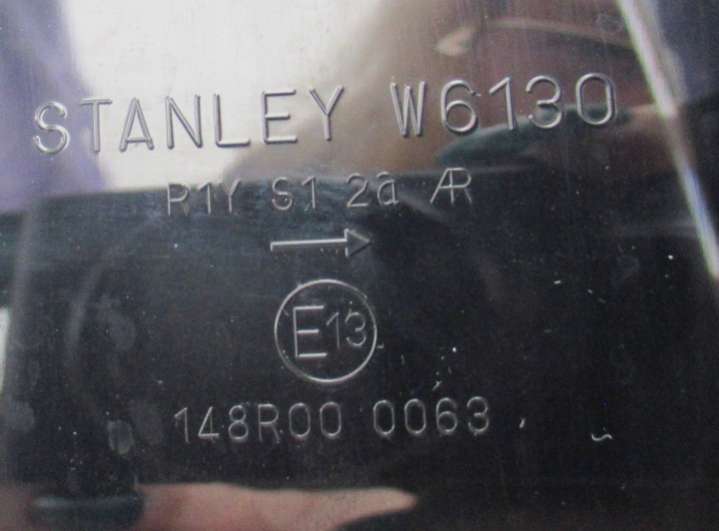 STANLEY W6130
R1Y S1 2a AR
→
E13
148R00 0063